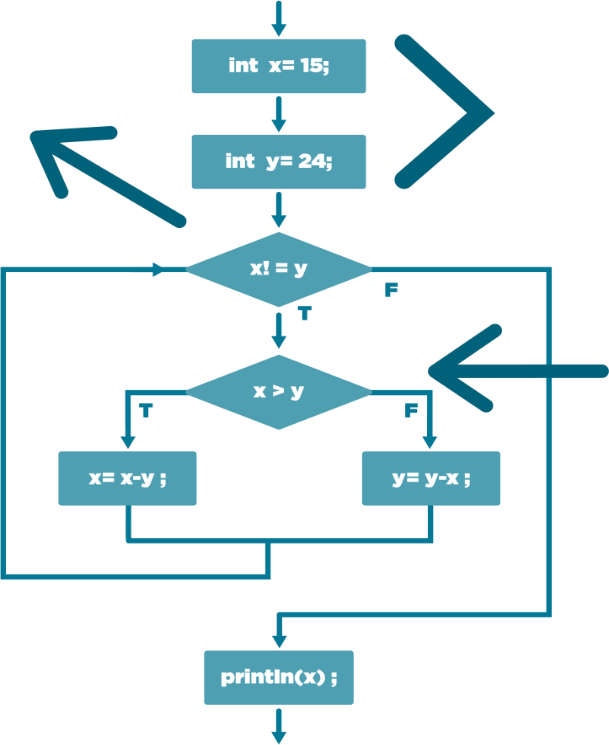 int x= 15;
int y= 24;
x! = y
F
T
x > y
T
F
x= x-y ;
y= y-x ;
println(x) ;